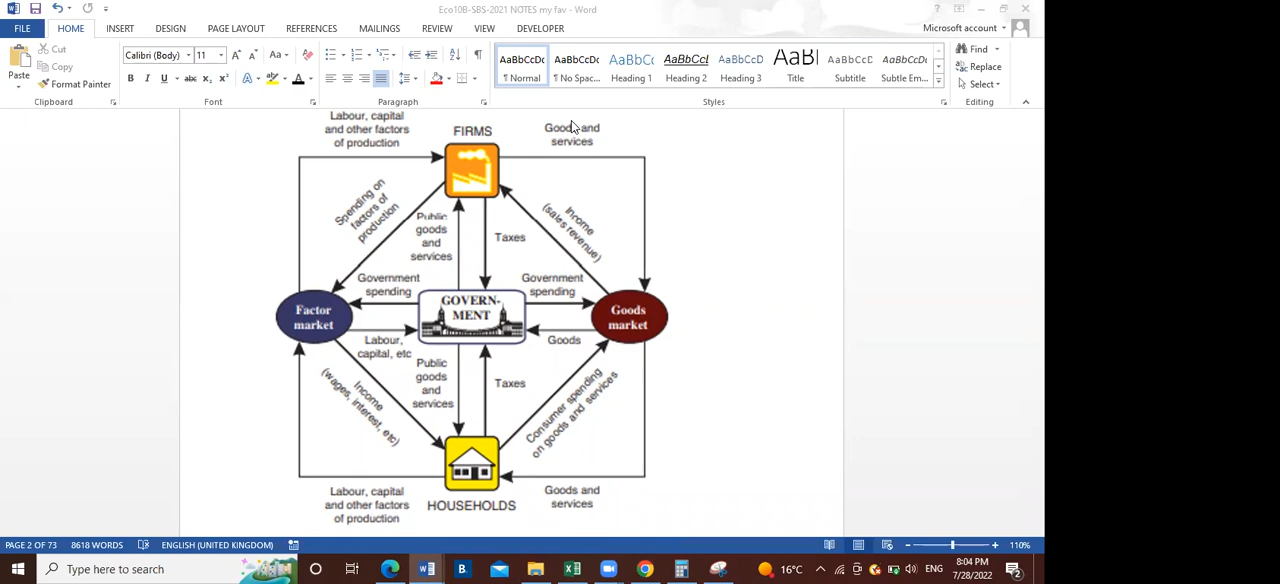 Eco10B-SBS-2021 NOTES my fav - Word
FILE HOME INSERT DESIGN PAGE LAYOUT REFERENCES MAILINGS REVIEW VIEW DEVELOPER Microsoft account
Paste
Cut
Copy
Format Painter
Calibri (Body) 11
AaBbCcDc AaBbCcDc AaBbCc AaBbCcl AaBbCcD AaBl AaBbCcD AaBbCcDc
¶ Normal ¶ No Spac... Heading 1 Heading 2 Heading 3 Title Subtitle Subtle Em...
Find
Replace
Select
Clipboard Font Paragraph Styles Editing
Labour, capital
and other factors
of production
FIRMS
Goods and
services
Spending on
factors of
production
Public
goods
and
services
Taxes
Income
(sales revenue)
Government
spending
Government
spending
Factor
market
GOVERN-
MENT
Goods
market
Labour,
capital, etc
Goods
Income
(wages, interest, etc)
Public
goods
and
services
Taxes
Consumer spending
on goods and services
Labour, capital
and other factors
of production
HOUSEHOLDS
Goods and
services
PAGE 2 OF 73 8618 WORDS ENGLISH (UNITED KINGDOM) 110%
Type here to search
16°C ENG 8:04 PM
7/28/2022